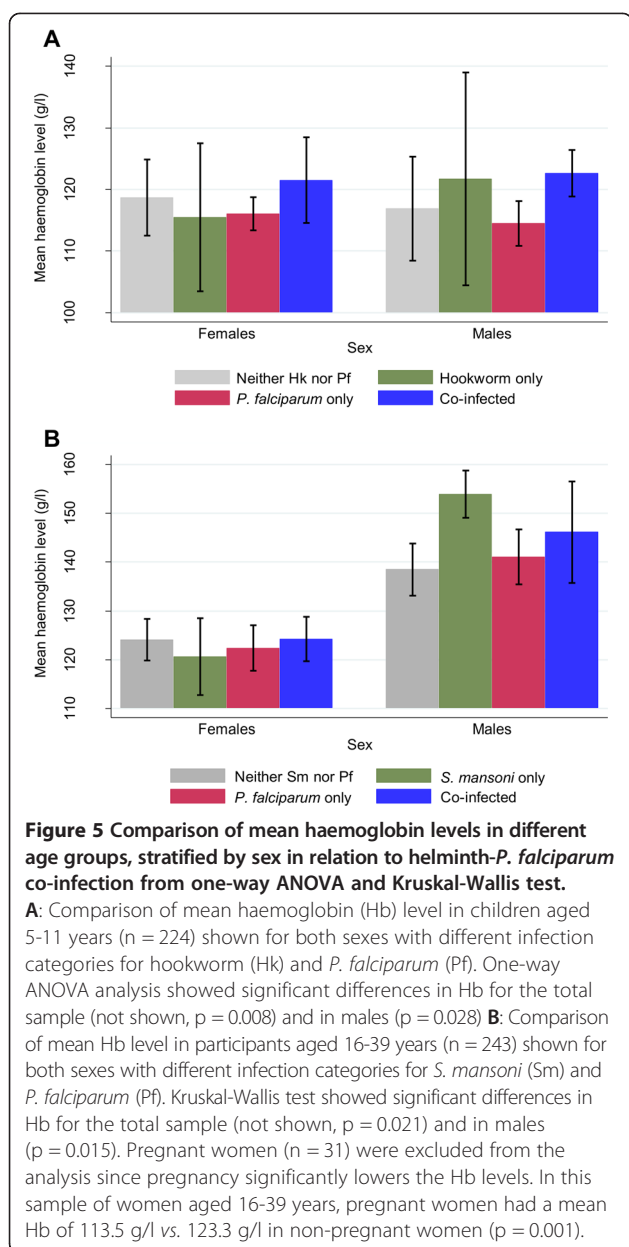 A
Mean haemoglobin level (g/l)
140
130
120
110
100
Females
Males
Sex
Neither Hk nor Pf
Hookworm only
P. falciparum only
Co-infected
B
Mean haemoglobin level (g/l)
160
150
140
130
120
110
Females
Males
Sex
Neither Sm nor Pf
S. mansoni only
P. falciparum only
Co-infected
Figure 5 Comparison of mean haemoglobin levels in different
age groups, stratified by sex in relation to helminth-P. falciparum
co-infection from one-way ANOVA and Kruskal-Wallis test.
A: Comparison of mean haemoglobin (Hb) level in children aged
5-11 years (n = 224) shown for both sexes with different infection
categories for hookworm (Hk) and P. falciparum (Pf). One-way
ANOVA analysis showed significant differences in Hb for the total
sample (not shown, p = 0.008) and in males (p = 0.028) B: Comparison
of mean Hb level in participants aged 16-39 years (n = 243) shown for
both sexes with different infection categories for S. mansoni (Sm) and
P. falciparum (Pf). Kruskal-Wallis test showed significant differences in
Hb for the total sample (not shown, p = 0.021) and in males
(p = 0.015). Pregnant women (n = 31) were excluded from the
analysis since pregnancy significantly lowers the Hb levels. In this
sample of women aged 16-39 years, pregnant women had a mean
Hb of 113.5 g/l vs. 123.3 g/l in non-pregnant women (p = 0.001).